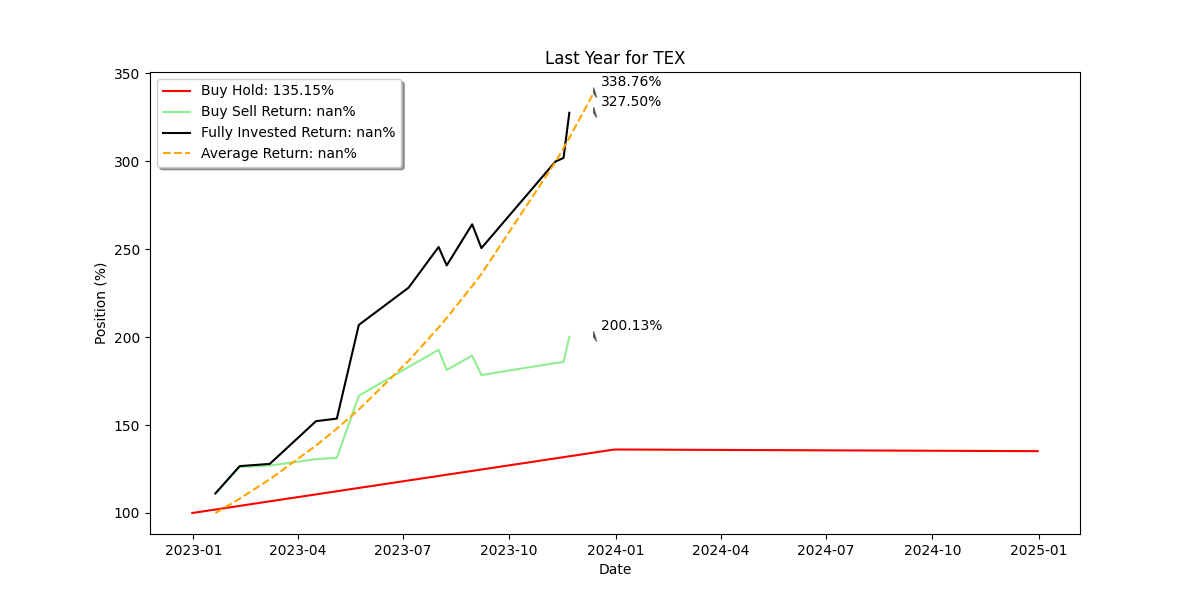 Last Year for TEX
350
300
250
200
150
100
Position (%)
Buy Hold: 135.15%
Buy Sell Return: nan%
Fully Invested Return: nan%
Average Return: nan%
338.76%
327.50%
200.13%
2023-01
2023-04
2023-07
2023-10
2024-01
2024-04
2024-07
2024-10
2025-01
Date